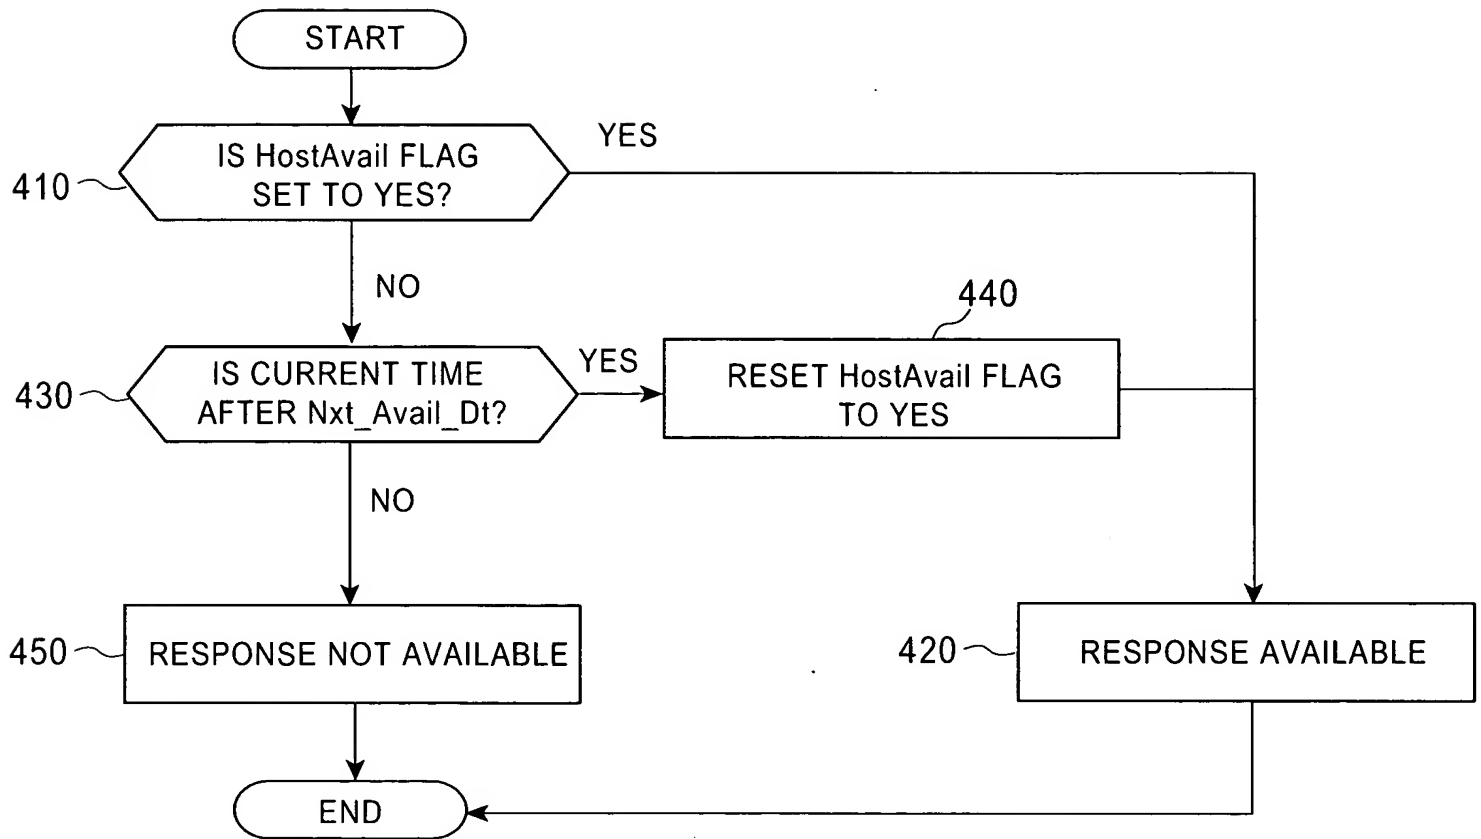 START
IS HostAvail FLAG
SET TO YES?
YES
410
NO
440
IS CURRENT TIME
AFTER Nxt_Avail_Dt?
YES
RESET HostAvail FLAG
TO YES
430
NO
450
RESPONSE NOT AVAILABLE
420
RESPONSE AVAILABLE
END